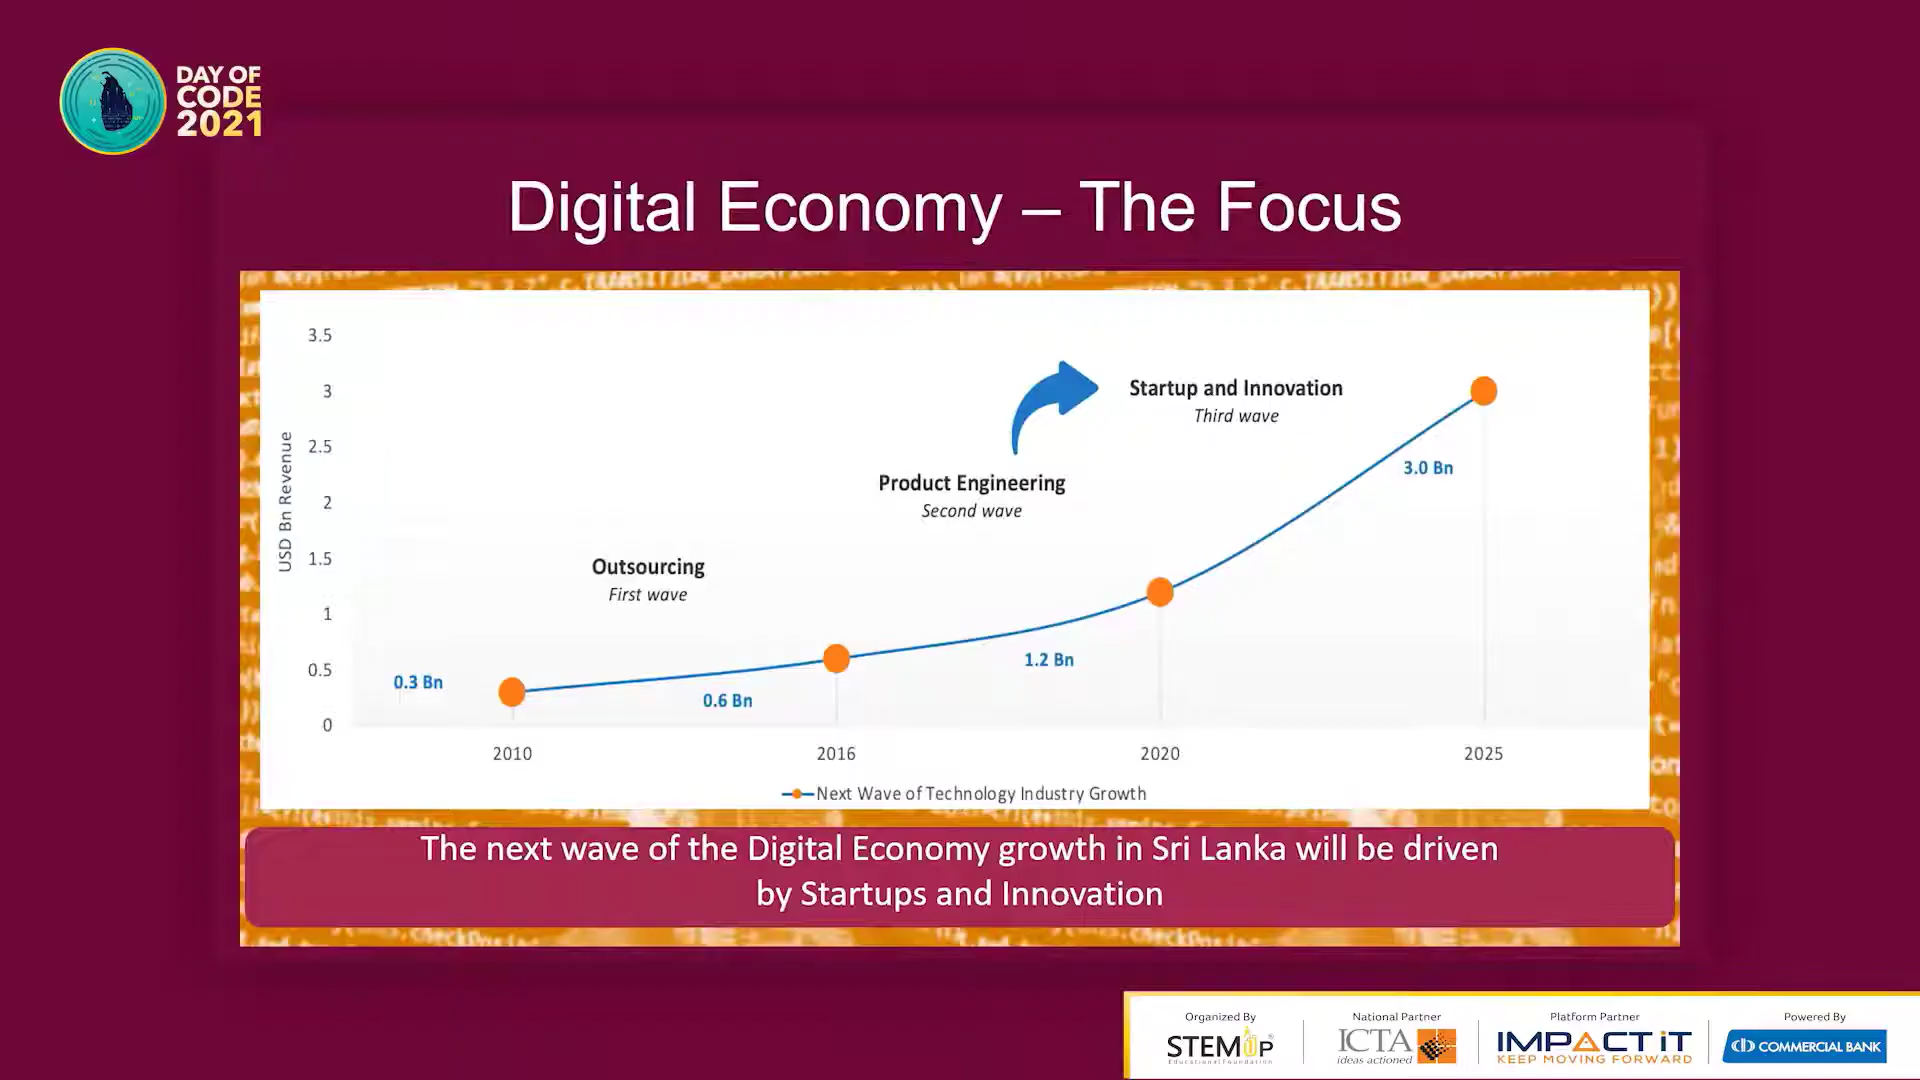 DAY OF
CODE
2021
Digital Economy – The Focus
3.5
3
2.5
2
1.5
1
0.5
0
USD Bn Revenue
Startup and Innovation
Third wave
Product Engineering
Second wave
Outsourcing
First wave
0.3 Bn
0.6 Bn
1.2 Bn
3.0 Bn
2010
2016
2020
2025
Next Wave of Technology Industry Growth
The next wave of the Digital Economy growth in Sri Lanka will be driven
by Startups and Innovation
Organized By
STEMUP
Educational Foundation
National Partner
ICTA
ideas actioned
Platform Partner
IMPACTiT
KEEP MOVING FORWARD
Powered By
COMMERCIAL BANK